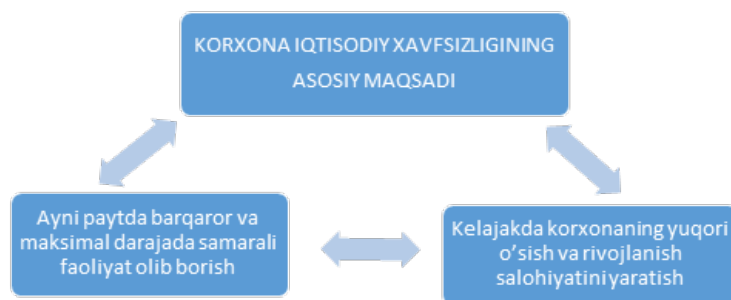 KORXONA IQTISODIY XAVFSIZLIGINING
ASOSIY MAQSADI
Ayni paytda barqaror va
maksimal darajada samarali
faoliyat olib borish
Kelajakda korxonaning yuqori
o’sish va rivojlanish
salohiyatini yaratish